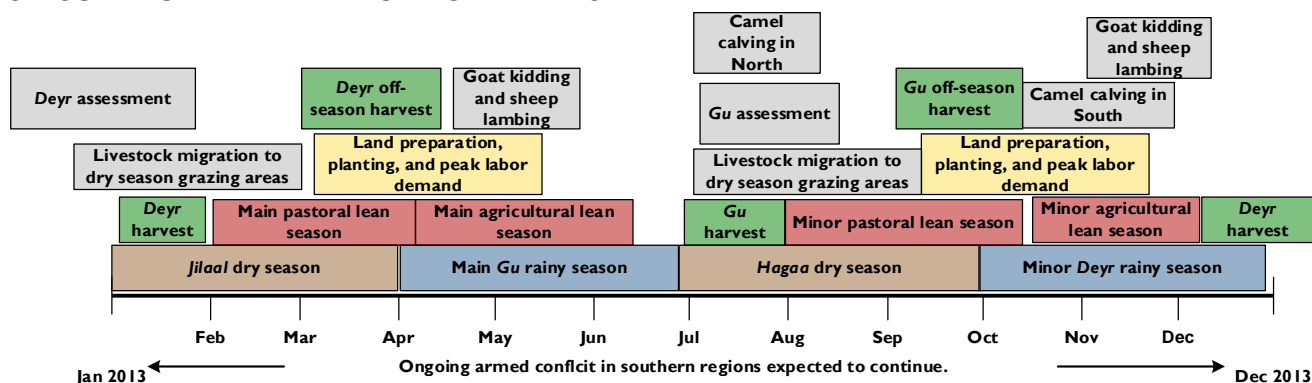 Camel
calving in
North
Goat kidding
and sheep
lambing
Deyr assessment
Deyr off-
season harvest
Goat kidding
and sheep
lambing
Gu assessment
Gu off-season
harvest
Camel calving in
South
Livestock migration to
dry season grazing areas
Land preparation,
planting, and peak labor
demand
Livestock migration to
dry season grazing areas
Land preparation,
planting, and peak labor
demand
Deyr
harvest
Main pastoral lean
season
Main agricultural lean
season
Gu
harvest
Minor pastoral lean season
Minor agricultural
lean season
Deyr
harvest
Jilaal dry season
Main Gu rainy season
Hagaa dry season
Minor Deyr rainy season
Feb
Mar
Apr
May
Jun
Jul
Aug
Sep
Oct
Nov
Dec
Jan 2013
Ongoing armed conflcit in southern regions expected to continue.
Dec 2013